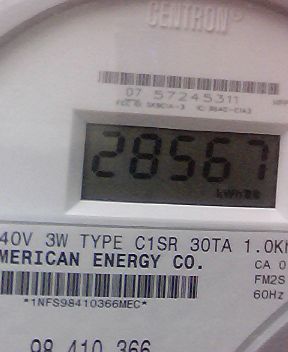 CENTRON®
07 57245311
28567
kWh
40V 3W TYPE C1SR 30TA 1.0Kh
MERICAN ENERGY CO.
CA 0
FM2S
60Hz
*1NFS98410366MEC*
98 410 366